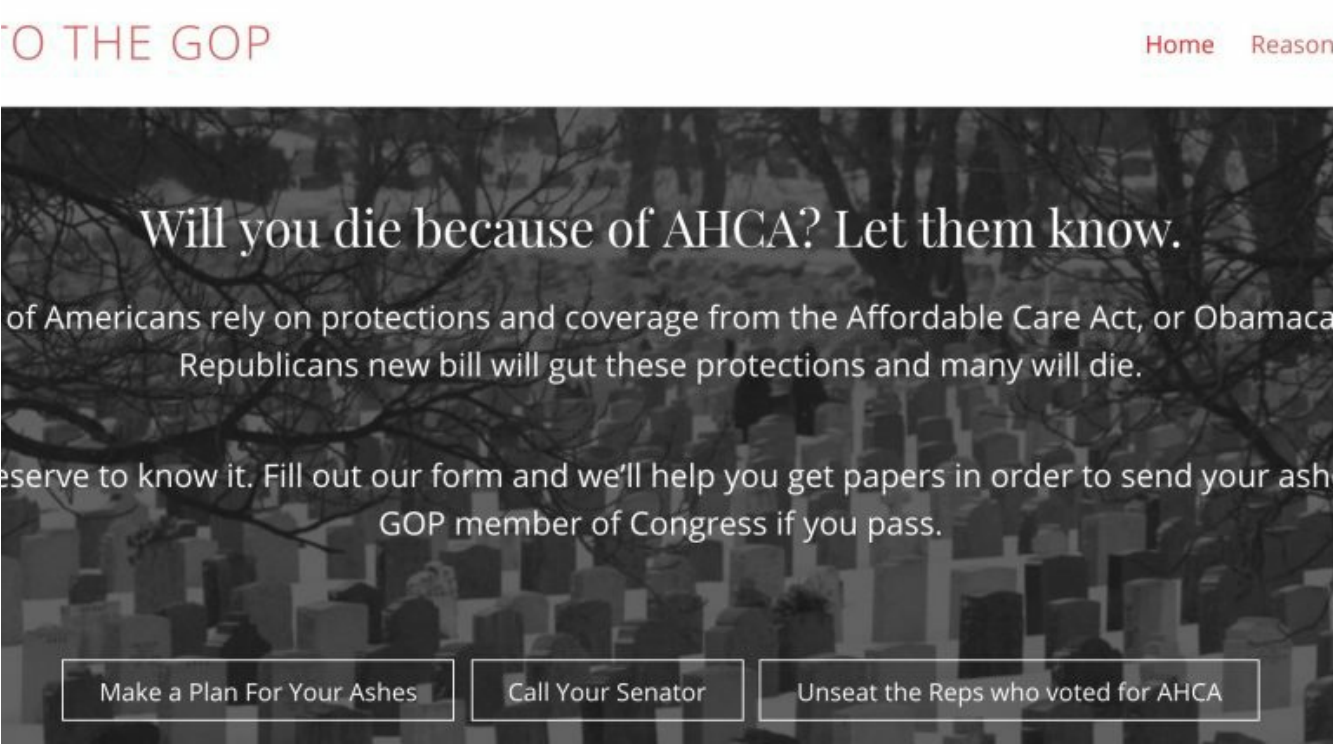 TO THE GOP
Home Reason
Will you die because of AHCA? Let them know.
of Americans rely on protections and coverage from the Affordable Care Act, or Obamaca
Republicans new bill will gut these protections and many will die.
eserve to know it. Fill out our form and we’ll help you get papers in order to send your ashe
GOP member of Congress if you pass.
Make a Plan For Your Ashes
Call Your Senator
Unseat the Reps who voted for AHCA